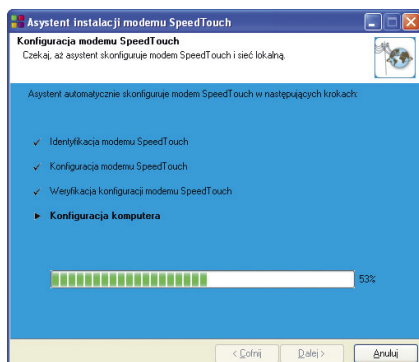 Asystent instalacji modemu SpeedTouch
Konfiguracja modemu SpeedTouch
Czekaj, aż asystent skonfiguruje modem SpeedTouch i sieć lokalną.
Asystent automatycznie skonfiguruje modem SpeedTouch w następujących krokach:
Identyfikacja modemu SpeedTouch
Konfiguracja modemu SpeedTouch
Weryfikacja konfiguracji modemu SpeedTouch
Konfiguracja komputera
53%
< Cofnij Dalej > Anuluj